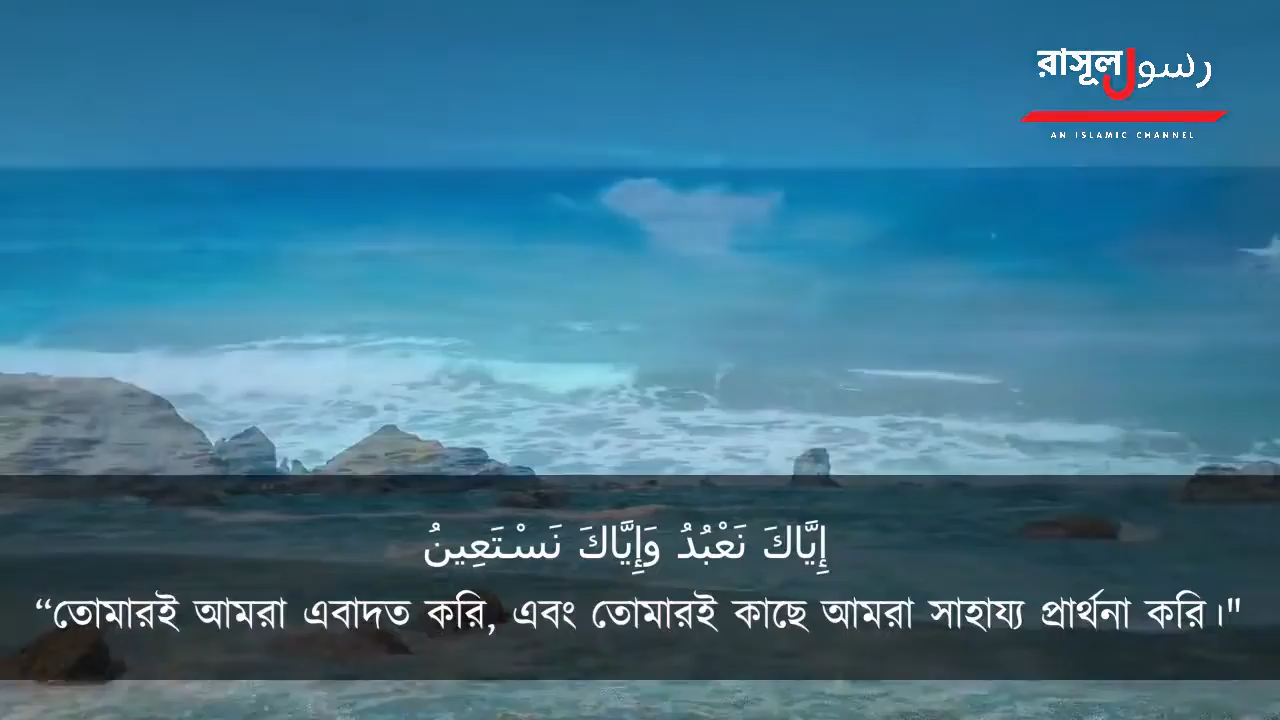 রাসূল رسول
AN ISLAMIC CHANNEL
إِيَّاكَ نَعْبُدُ وَإِيَّاكَ نَسْتَعِينُ
“তোমারই আমরা এবাদত করি, এবং তোমারই কাছে আমরা সাহায্য প্রার্থনা করি।"